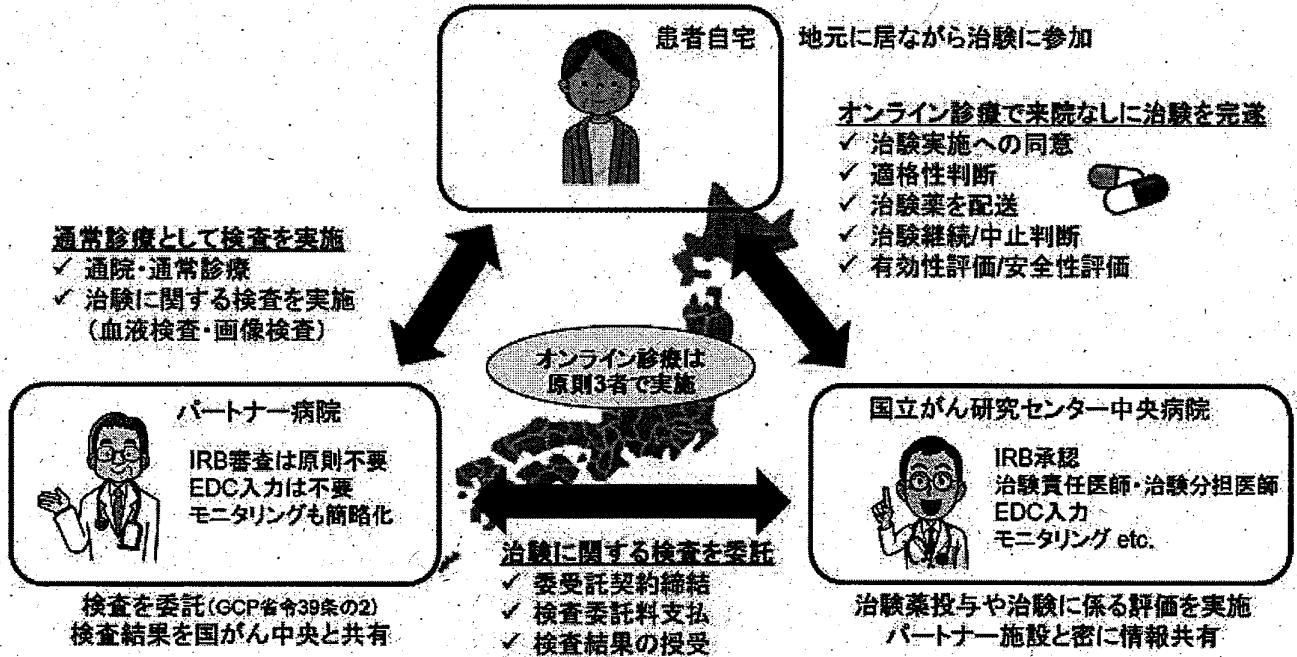 患者自宅
地元に居ながら治験に参加
オンライン診療で来院なしに治験を完遂
✓ 治験実施への同意
✓ 適格性判断
✓ 治験薬を配送
✓ 治験継続/中止判断
✓ 有効性評価/安全性評価
通常診療として検査を実施
✓ 通院・通常診療
✓ 治験に関する検査を実施
(血液検査・画像検査)
オンライン診療は
原則3者で実施
パートナー病院
IRB審査は原則不要
EDC入力は不要
モニタリングも簡略化
検査を委託(GCP省令39条の2)
検査結果を国がん中央と共有
治験に関する検査を委託
✓ 委受託契約締結
✓ 検査委託料支払
✓ 検査結果の授受
国立がん研究センター中央病院
IRB承認
治験責任医師・治験分担医師
EDC入力
モニタリング etc.
治験薬投与や治験に係る評価を実施
パートナー施設と密に情報共有